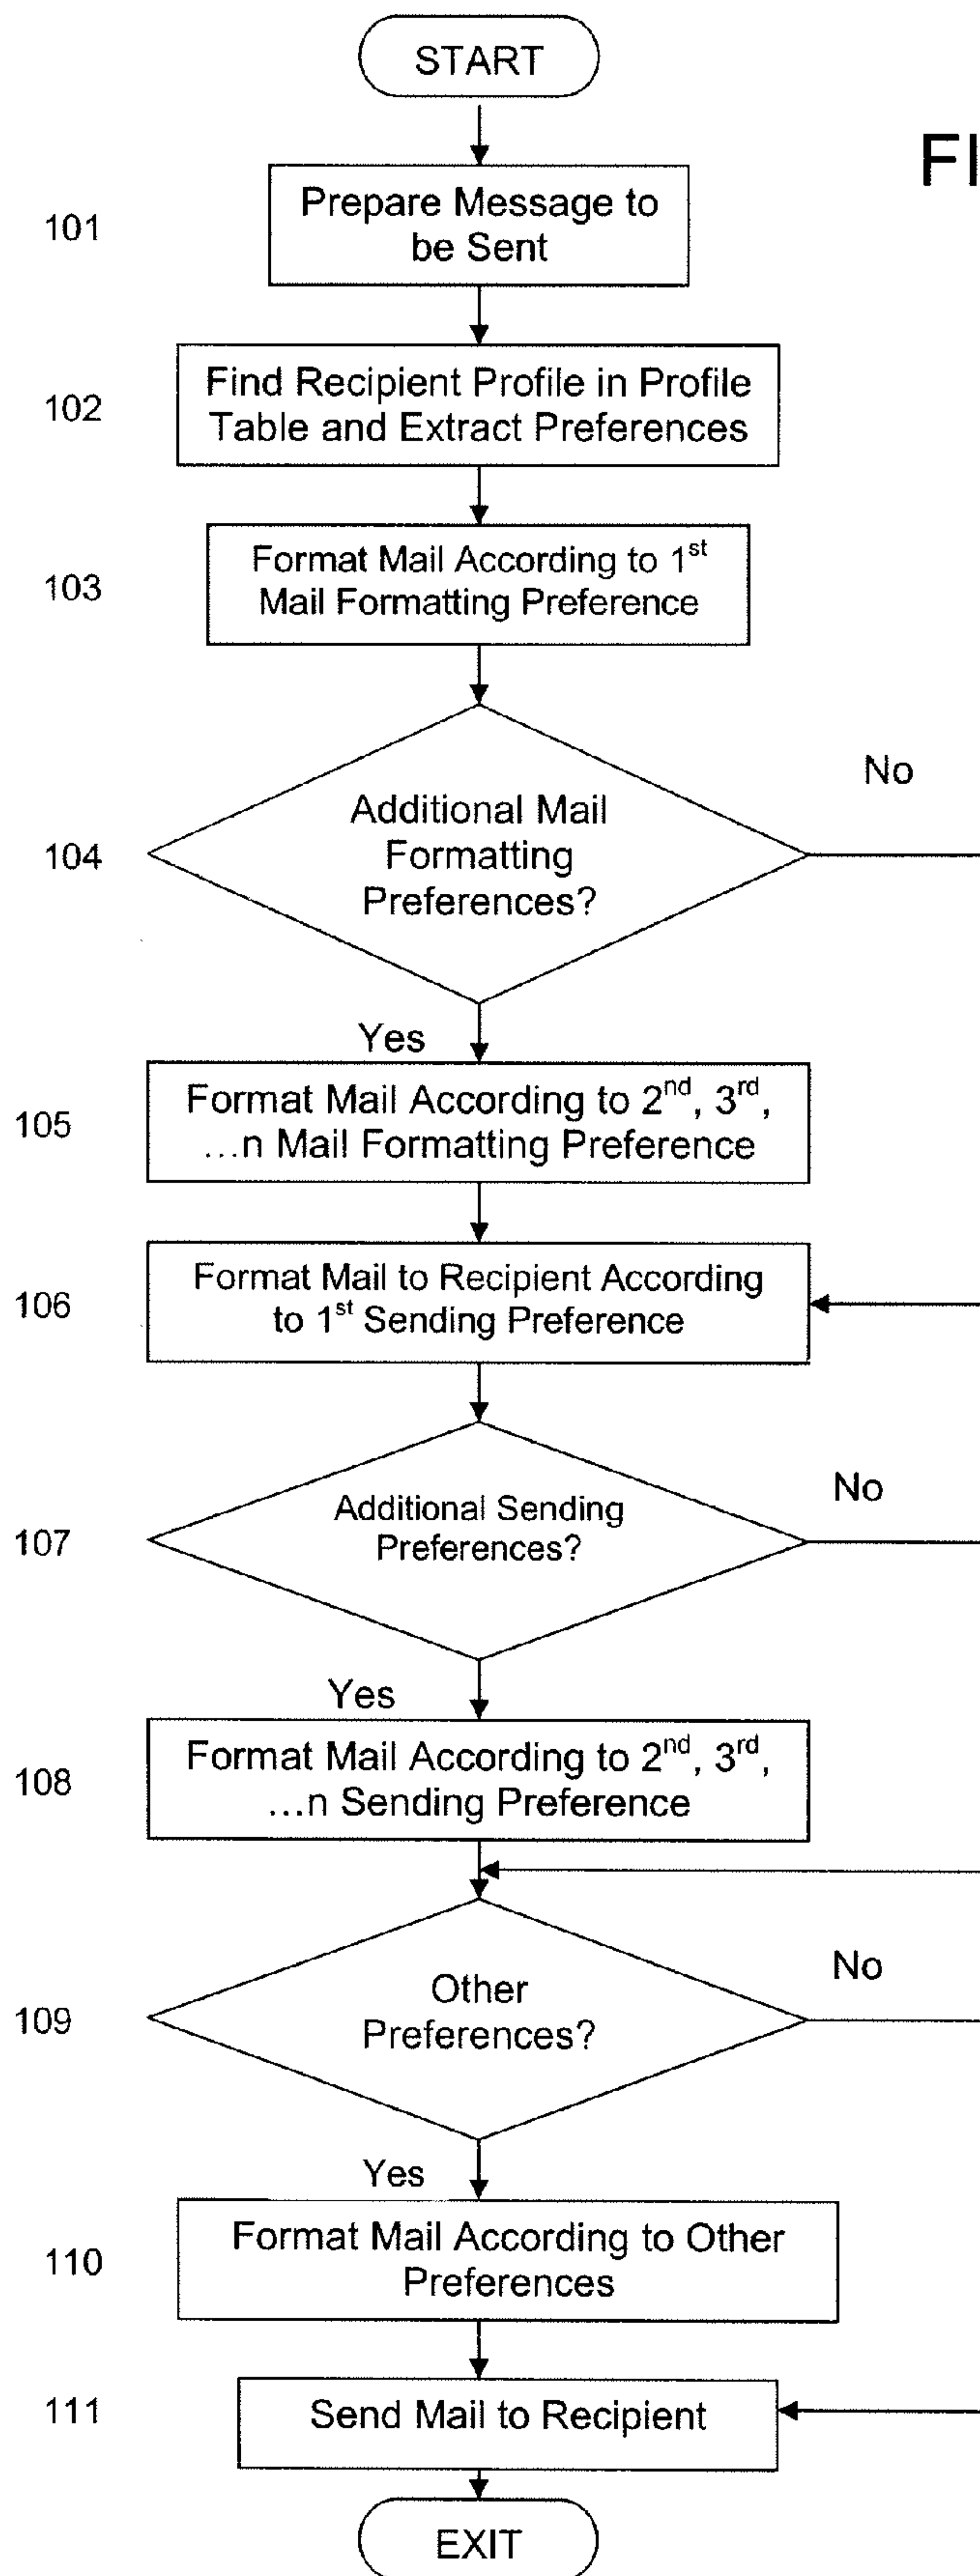 START
FI
101
Prepare Message to
be Sent
102
Find Recipient Profile in Profile
Table and Extract Preferences
103
Format Mail According to 1st
Mail Formatting Preference
No
104
Additional Mail
Formatting
Preferences?
Yes
105
Format Mail According to 2nd, 3rd,
...n Mail Formatting Preference
106
Format Mail to Recipient According
to 1st Sending Preference
No
107
Additional Sending
Preferences?
Yes
108
Format Mail According to 2nd, 3rd,
...n Sending Preference
No
109
Other
Preferences?
Yes
110
Format Mail According to Other
Preferences
111
Send Mail to Recipient
EXIT